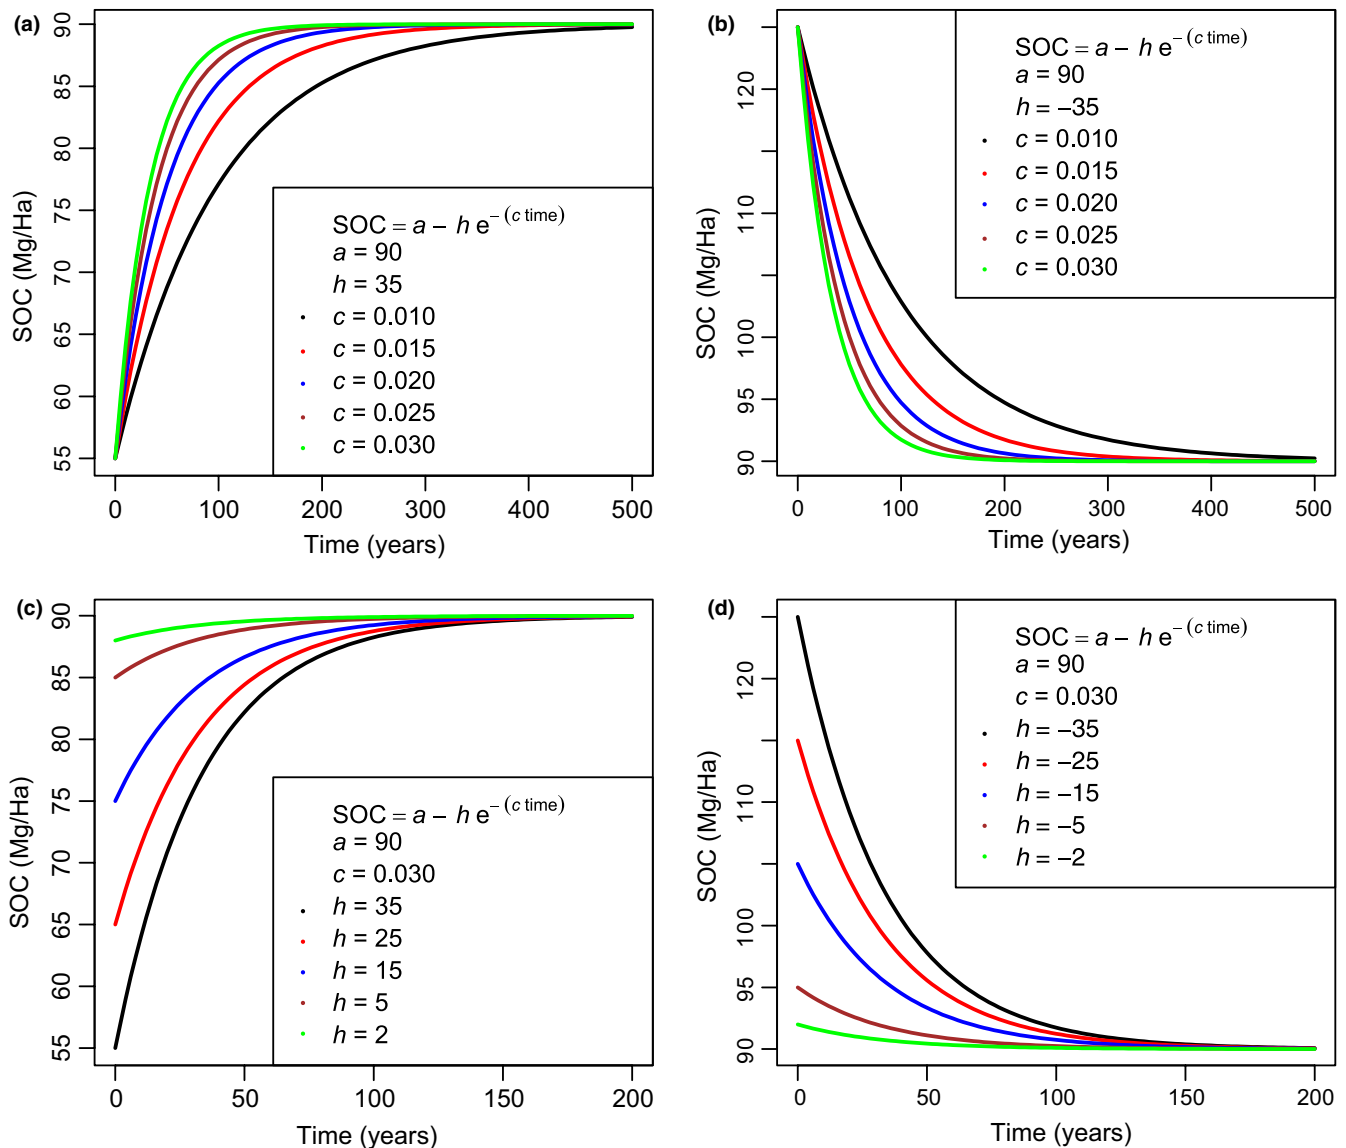 (a)
SOC (Mg/Ha)
90
85
80
75
70
65
60
55
SOC = a − h e^−(c time)
a = 90
h = 35
c = 0.010
c = 0.015
c = 0.020
c = 0.025
c = 0.030
0 100 200 300 400 500
Time (years)
(b)
SOC (Mg/Ha)
120
110
100
95
90
SOC = a − h e^−(c time)
a = 90
h = −35
c = 0.010
c = 0.015
c = 0.020
c = 0.025
c = 0.030
0 100 200 300 400 500
Time (years)
(c)
SOC (Mg/Ha)
90
85
80
75
70
65
60
55
SOC = a − h e^−(c time)
a = 90
c = 0.030
h = 35
h = 25
h = 15
h = 5
h = 2
0 50 100 150 200
Time (years)
(d)
SOC (Mg/Ha)
120
110
100
95
90
SOC = a − h e^−(c time)
a = 90
c = 0.030
h = −35
h = −25
h = −15
h = −5
h = −2
0 50 100 150 200
Time (years)